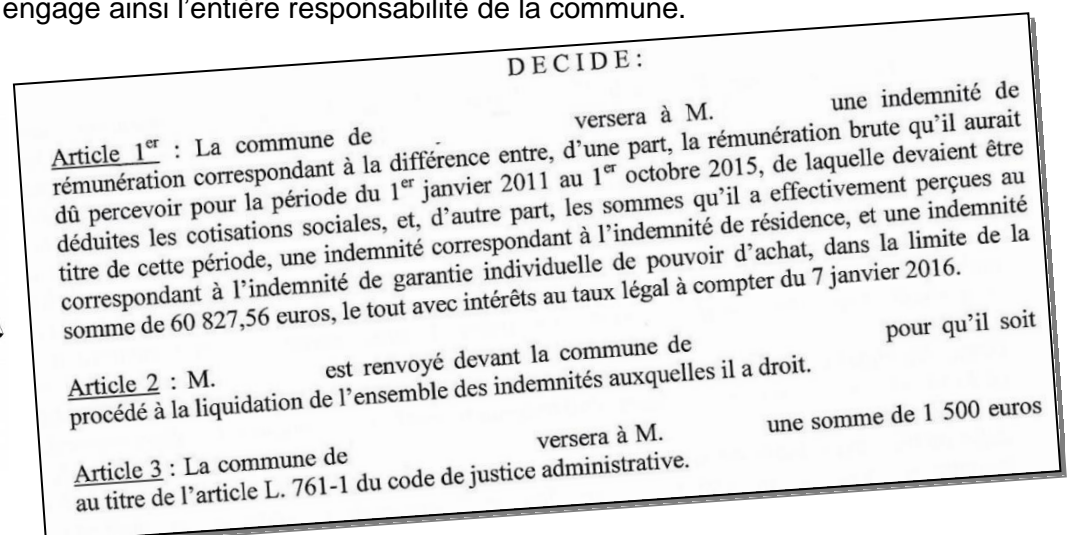 engage ainsi l'entière responsabilité de la commune.
DECIDE:
Article 1er : La commune de versera à M. une indemnité de
rémunération correspondant à la différence entre, d'une part, la rémunération brute qu'il aurait
dû percevoir pour la période du 1er janvier 2011 au 1er octobre 2015, de laquelle devaient être
déduites les cotisations sociales, et, d'autre part, les sommes qu'il a effectivement perçues au
titre de cette période, une indemnité correspondant à l'indemnité de résidence, et une indemnité
correspondant à l'indemnité de garantie individuelle de pouvoir d'achat, dans la limite de la
somme de 60 827,56 euros, le tout avec intérêts au taux légal à compter du 7 janvier 2016.
Article 2 : M. est renvoyé devant la commune de pour qu'il soit
procédé à la liquidation de l'ensemble des indemnités auxquelles il a droit.
Article 3 : La commune de versera à M. une somme de 1 500 euros
au titre de l'article L. 761-1 du code de justice administrative.